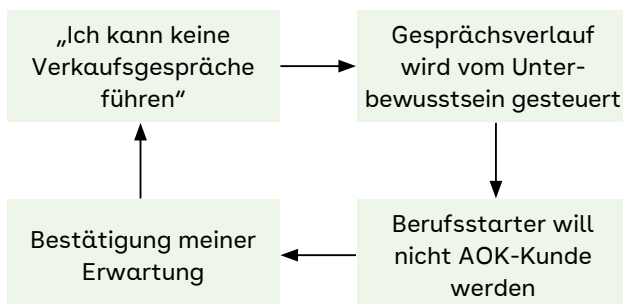 „Ich kann keine
Verkaufsgespräche
führen“
Gesprächsverlauf
wird vom Unter-
bewusstsein gesteuert
Berufsstarter will
nicht AOK-Kunde
werden
Bestätigung meiner
Erwartung